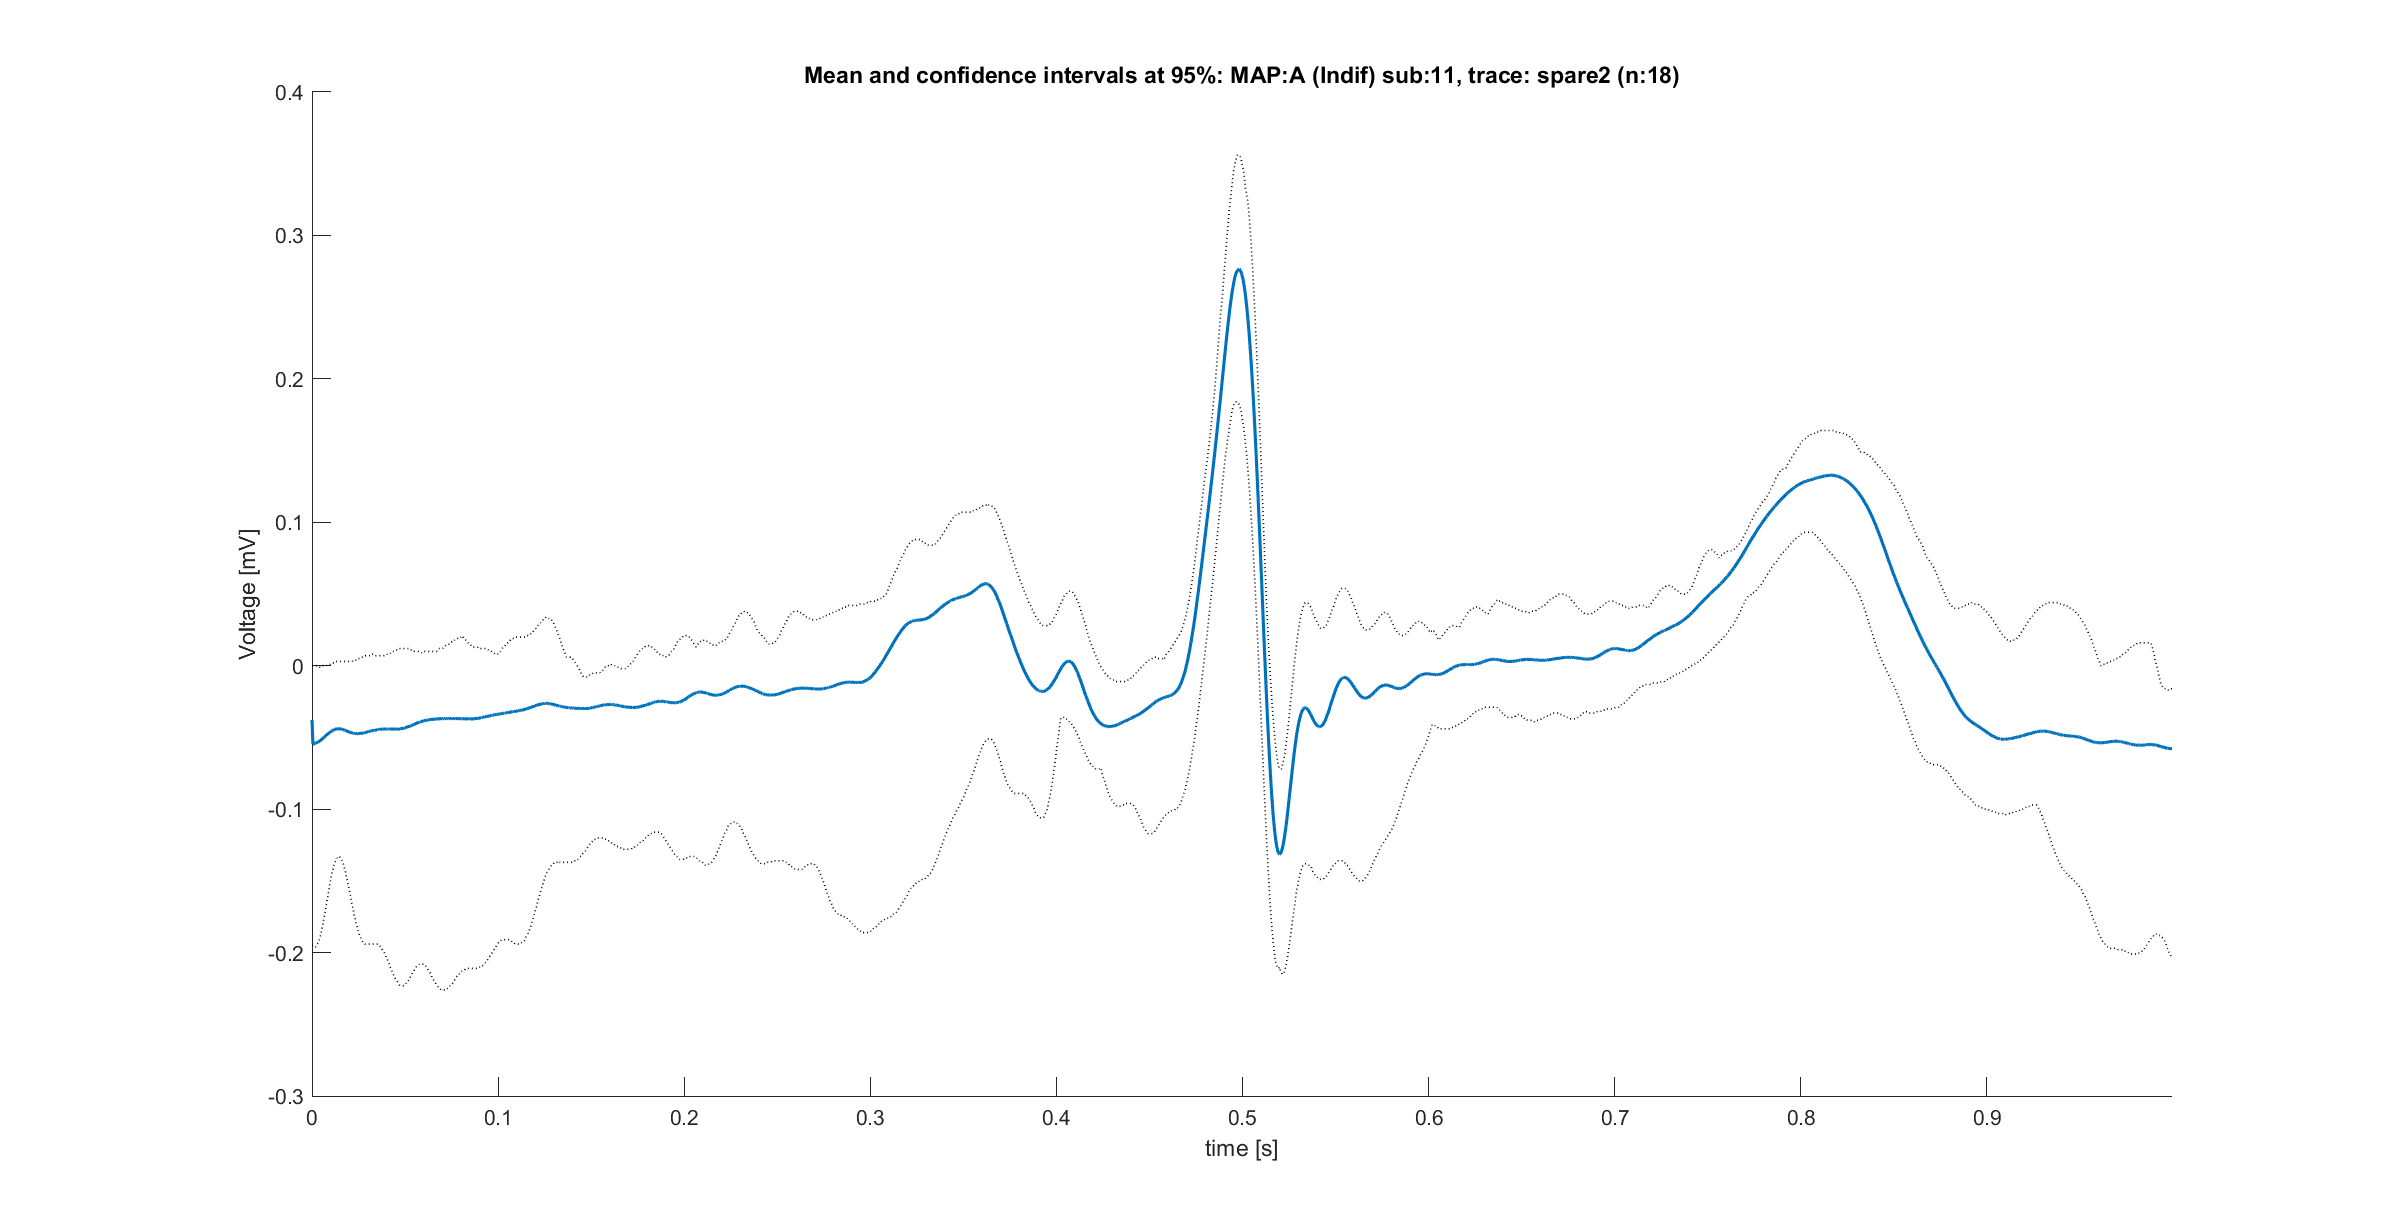 Mean and confidence intervals at 95%: MAP:A (Indif) sub:11, trace: spare2 (n:18)
0.4
0.3
0.2
0.1
0
-0.1
-0.2
-0.3
Voltage [mV]
0 0.1 0.2 0.3 0.4 0.5 0.6 0.7 0.8 0.9
time [s]